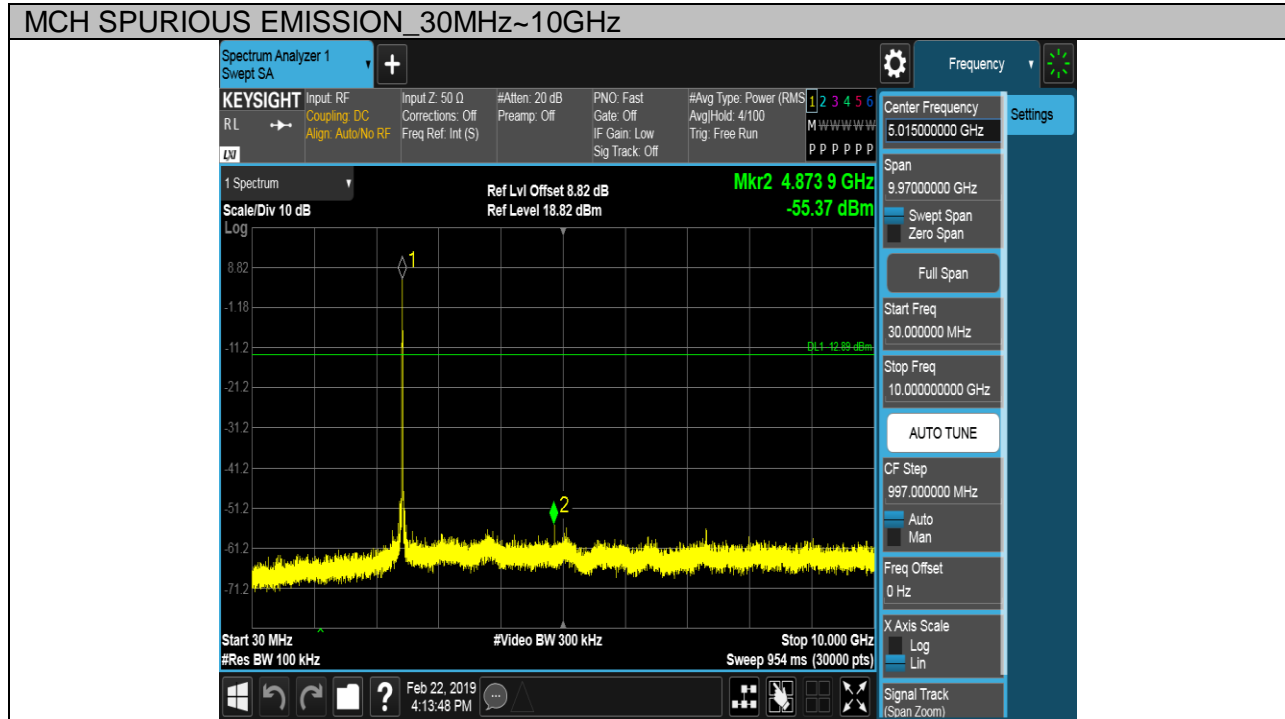 MCH SPURIOUS EMISSION_30MHz~10GHz
Spectrum Analyzer 1
Swept SA
+
Frequency
KEYSIGHT
RL
LXI
Input: RF
Coupling: DC
Align: Auto/No RF
Input Z: 50 Ω
Corrections: Off
Freq Ref: Int (S)
#Atten: 20 dB
Preamp: Off
PNO: Fast
Gate: Off
IF Gain: Low
Sig Track: Off
#Avg Type: Power (RMS
Avg|Hold: 4/100
Trig: Free Run
1 2 3 4 5 6
M W W W W W
P P P P P P
Center Frequency
5.015000000 GHz
Settings
1 Spectrum
Scale/Div 10 dB
Log
Ref Lvl Offset 8.82 dB
Ref Level 18.82 dBm
Mkr2 4.873 9 GHz
-55.37 dBm
8.82
-1.18
-11.2
-21.2
-31.2
-41.2
-51.2
-61.2
-71.2
1
DL1 -12.89 dBm
2
Start 30 MHz
#Res BW 100 kHz
#Video BW 300 kHz
Stop 10.000 GHz
Sweep 954 ms (30000 pts)
Span
9.97000000 GHz
Swept Span
Zero Span
Full Span
Start Freq
30.000000 MHz
Stop Freq
10.000000000 GHz
AUTO TUNE
CF Step
997.000000 MHz
Auto
Man
Freq Offset
0 Hz
X Axis Scale
Log
Lin
Signal Track
(Span Zoom)
?
Feb 22, 2019
4:13:48 PM